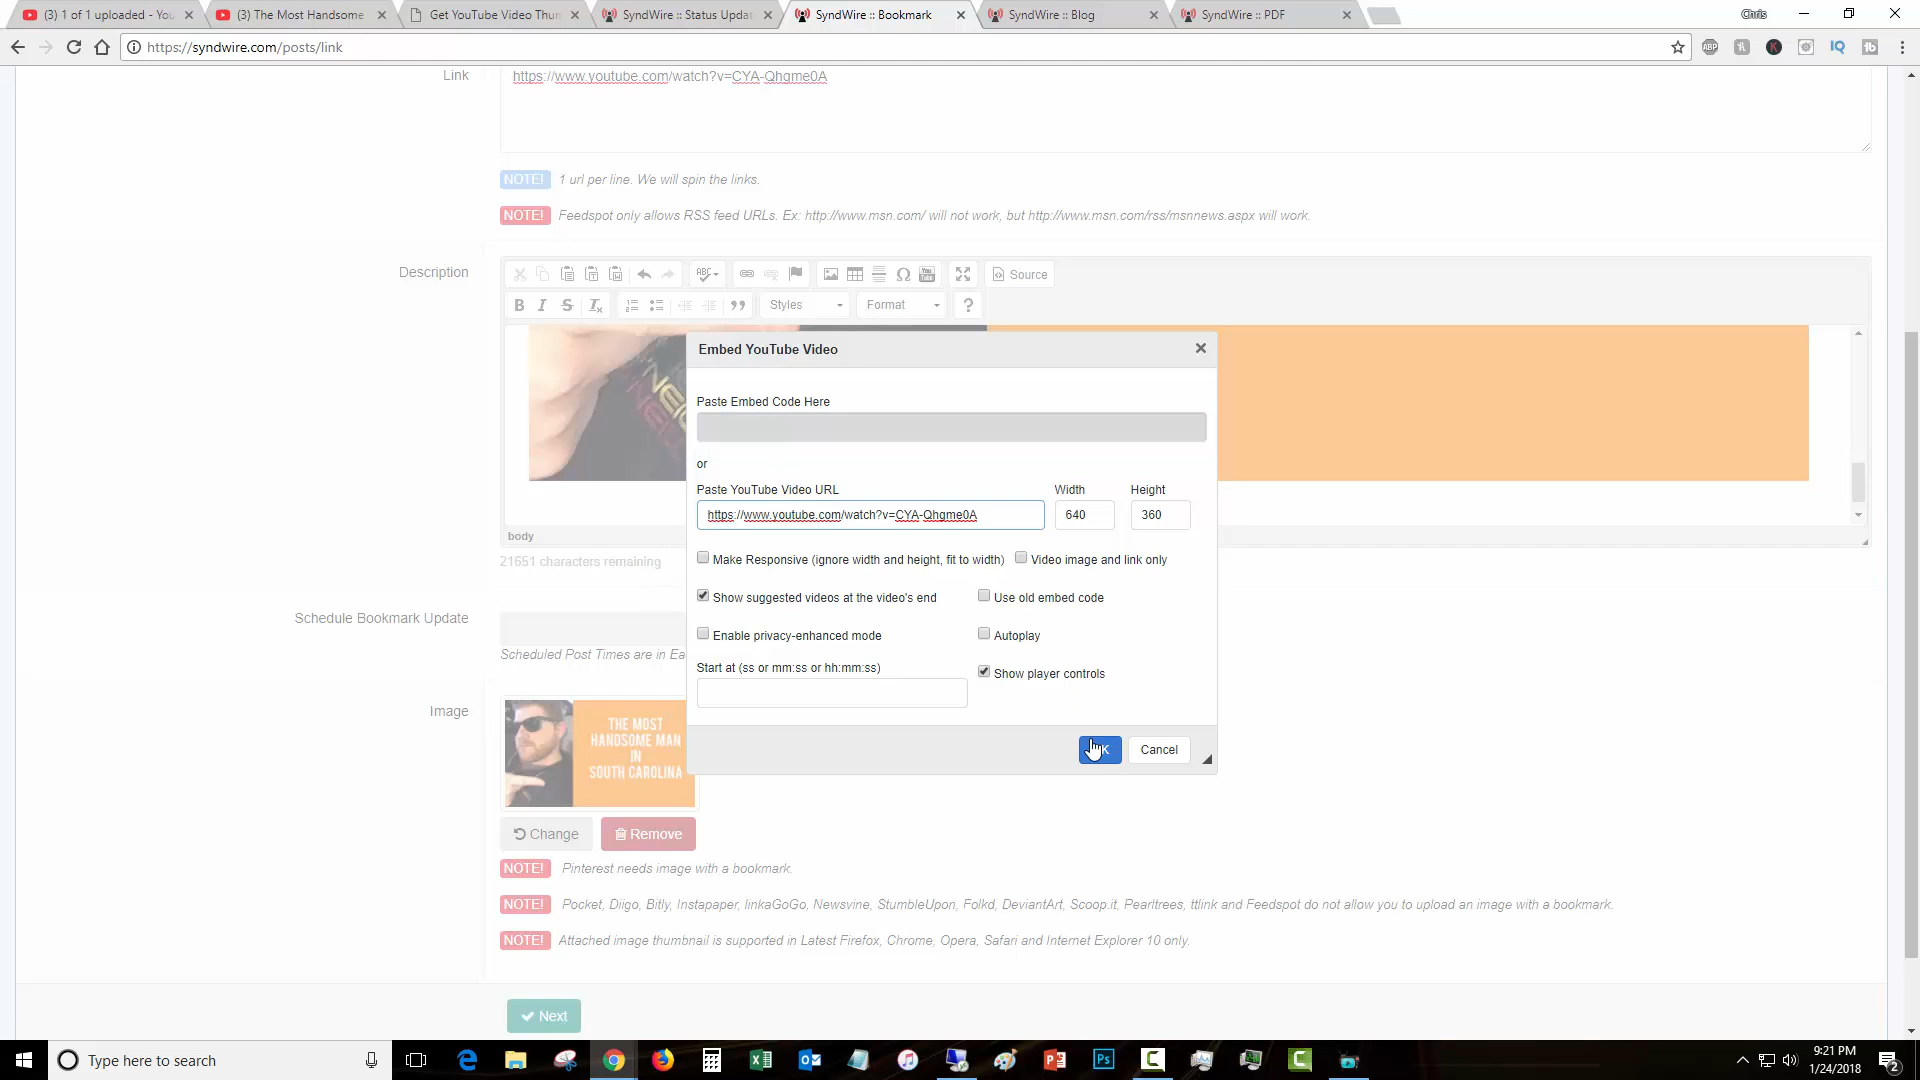 (3) 1 of 1 uploaded - You
(3) The Most Handsome
Get YouTube Video Thun
SyndWire :: Status Updat
SyndWire :: Bookmark
SyndWire :: Blog
SyndWire :: PDF
Chris
https://syndwire.com/posts/link
Link
https://www.youtube.com/watch?v=CYA-Qhgme0A
NOTE! 1 url per line. We will spin the links.
NOTE! Feedspot only allows RSS feed URLs. Ex: http://www.msn.com/ will not work, but http://www.msn.com/rss/msnnews.aspx will work.
Description
Source
Styles
Format
Embed YouTube Video
Paste Embed Code Here
or
Paste YouTube Video URL Width Height
https://www.youtube.com/watch?v=CYA-Qhgme0A 640 360
Make Responsive (ignore width and height, fit to width) Video image and link only
Show suggested videos at the video's end Use old embed code
Enable privacy-enhanced mode Autoplay
Start at (ss or mm:ss or hh:mm:ss) Show player controls
Cancel
body
21651 characters remaining
Schedule Bookmark Update
Scheduled Post Times are in Ea
Image
THE MOST
HANDSOME MAN
IN
SOUTH CAROLINA
Change Remove
NOTE! Pinterest needs image with a bookmark.
NOTE! Pocket, Diigo, Bitly, Instapaper, linkaGoGo, Newsvine, StumbleUpon, Folkd, DeviantArt, Scoop.it, Pearltrees, ttlink and Feedspot do not allow you to upload an image with a bookmark.
NOTE! Attached image thumbnail is supported in Latest Firefox, Chrome, Opera, Safari and Internet Explorer 10 only.
Next
Type here to search
9:21 PM
1/24/2018
2